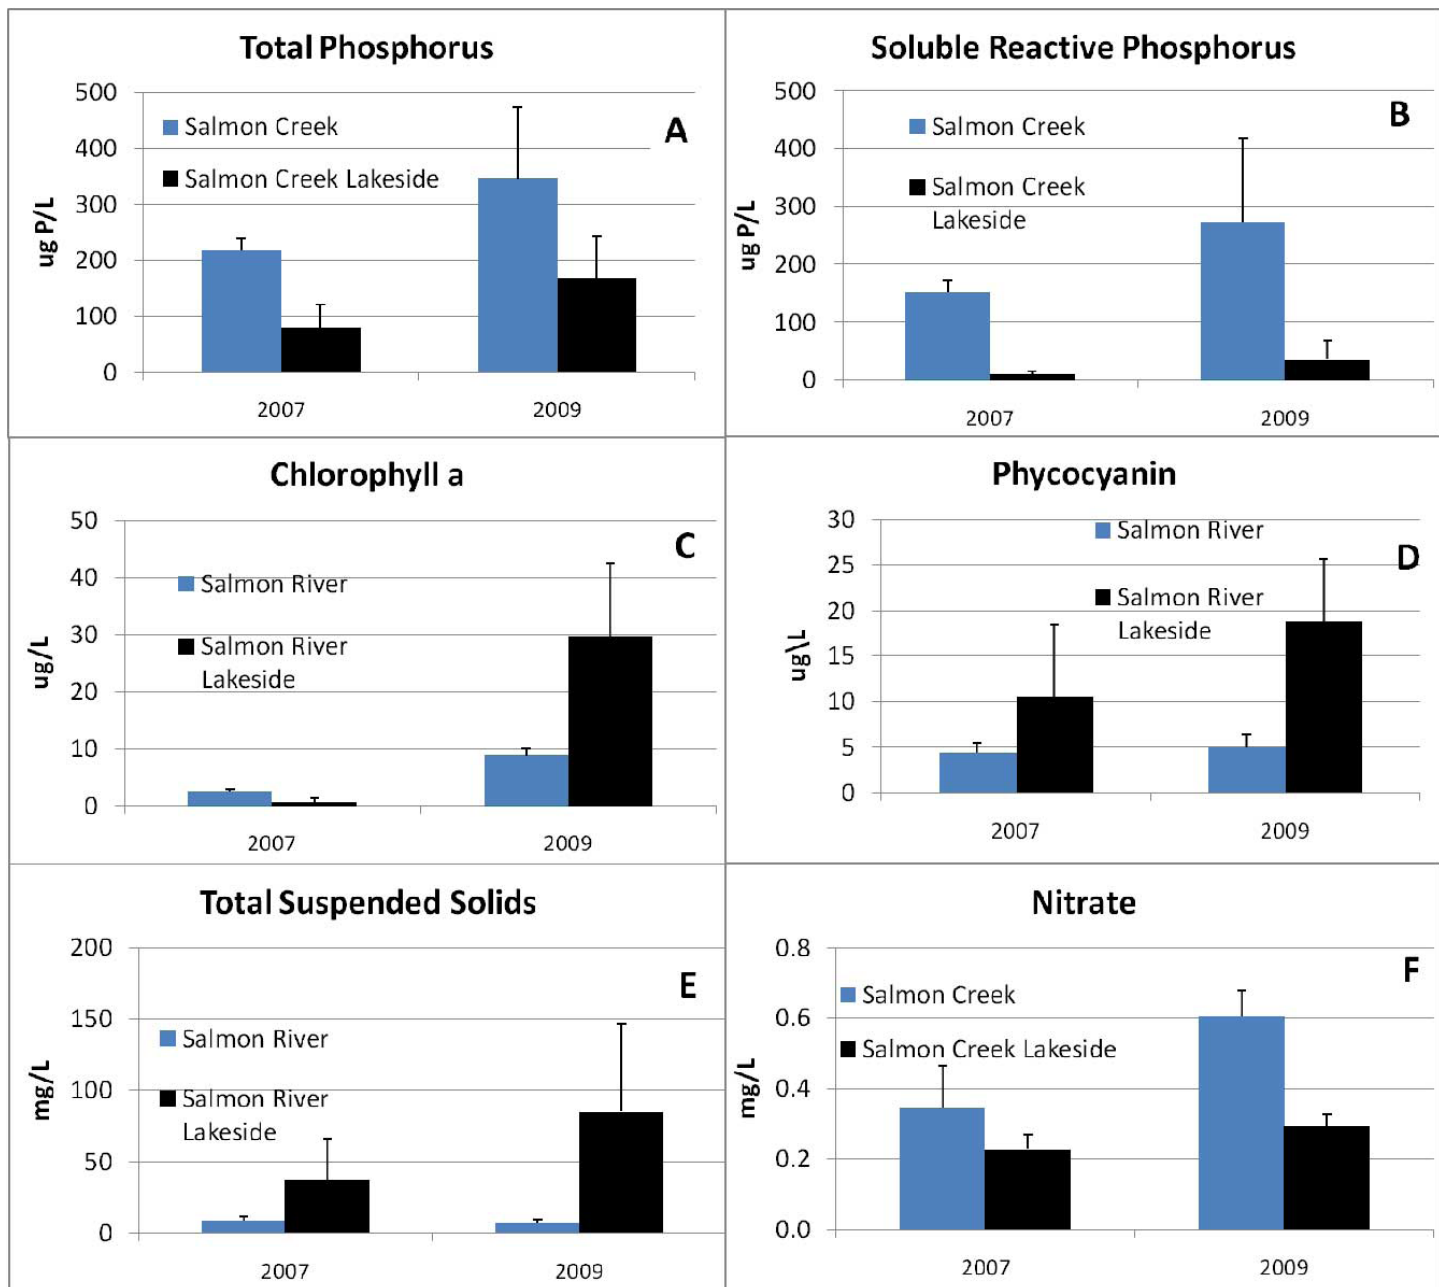 Total Phosphorus
A
ug P/L
500
400
300
200
100
0
Salmon Creek
Salmon Creek Lakeside
2007
2009
Soluble Reactive Phosphorus
B
ug P/L
500
400
300
200
100
0
Salmon Creek
Salmon Creek
Lakeside
2007
2009
Chlorophyll a
C
ug/L
50
40
30
20
10
0
Salmon River
Salmon River
Lakeside
2007
2009
Phycocyanin
D
ug\L
30
25
20
15
10
5
0
Salmon River
Salmon River
Lakeside
2007
2009
Total Suspended Solids
E
mg/L
200
150
100
50
0
Salmon River
Salmon River
Lakeside
2007
2009
Nitrate
F
mg/L
0.8
0.6
0.4
0.2
0.0
Salmon Creek
Salmon Creek Lakeside
2007
2009